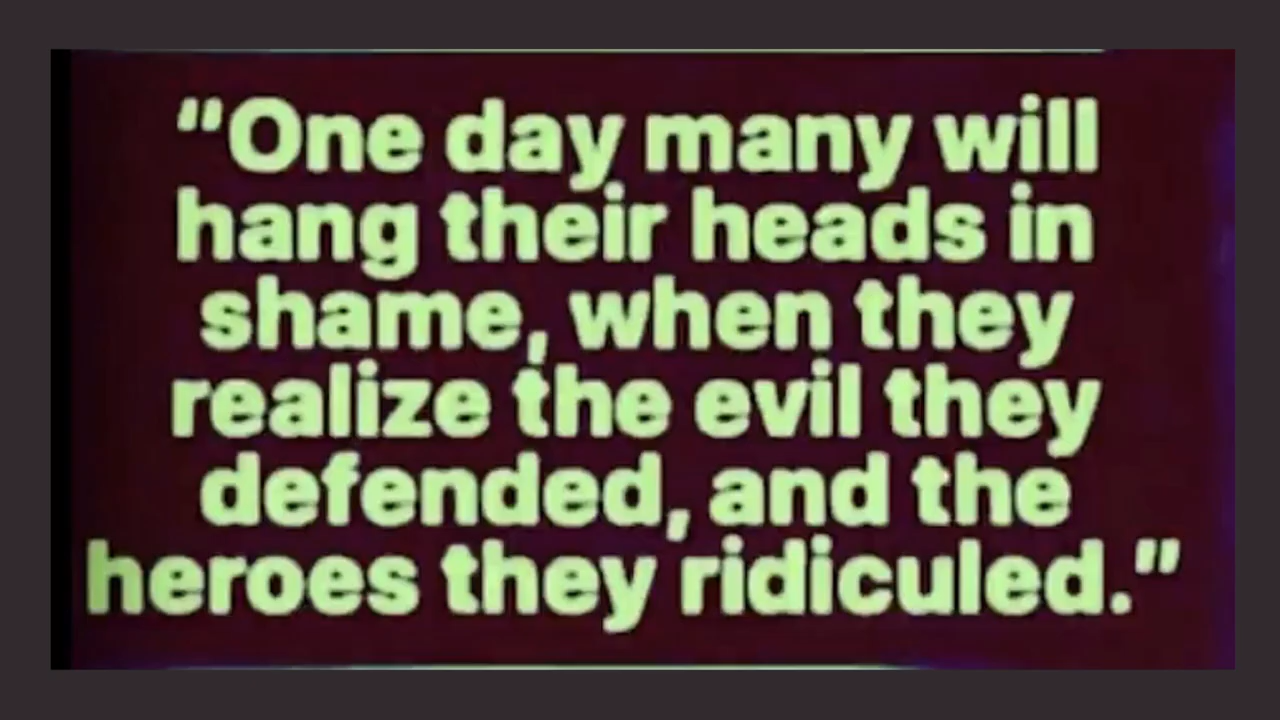 “One day many will
hang their heads in
shame, when they
realize the evil they
defended, and the
heroes they ridiculed.”